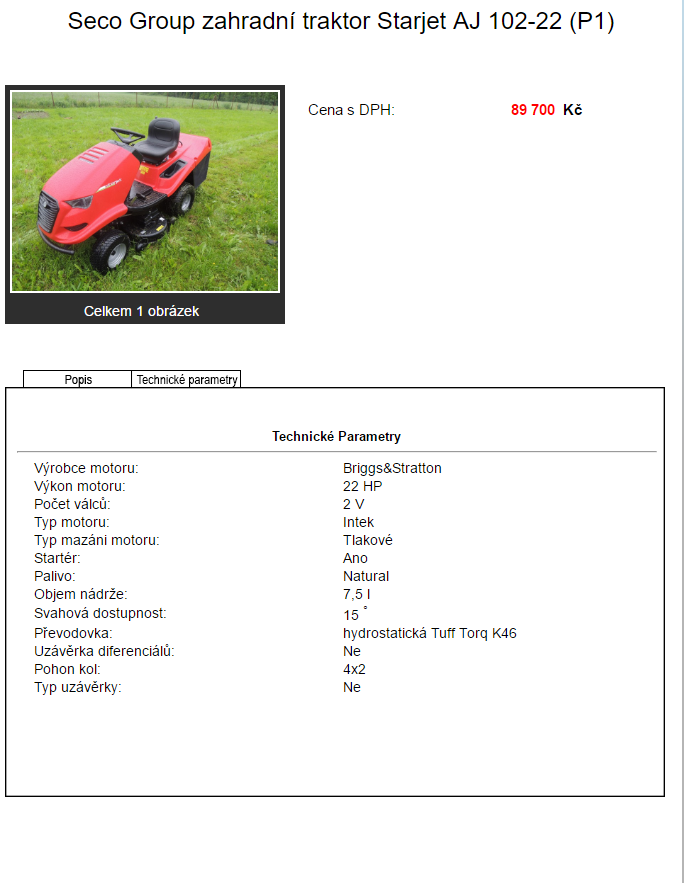 Seco Group zahradní traktor Starjet AJ 102-22 (P1)
Cena s DPH: 89 700 Kč
Celkem 1 obrázek
Popis Technické parametry
Technické Parametry
Výrobce motoru: Briggs&Stratton
Výkon motoru: 22 HP
Počet válců: 2 V
Typ motoru: Intek
Typ mazáni motoru: Tlakové
Startér: Ano
Palivo: Natural
Objem nádrže: 7,5 l
Svahová dostupnost: 15 °
Převodovka: hydrostatická Tuff Torq K46
Uzávěrka diferenciálů: Ne
Pohon kol: 4x2
Typ uzávěrky: Ne